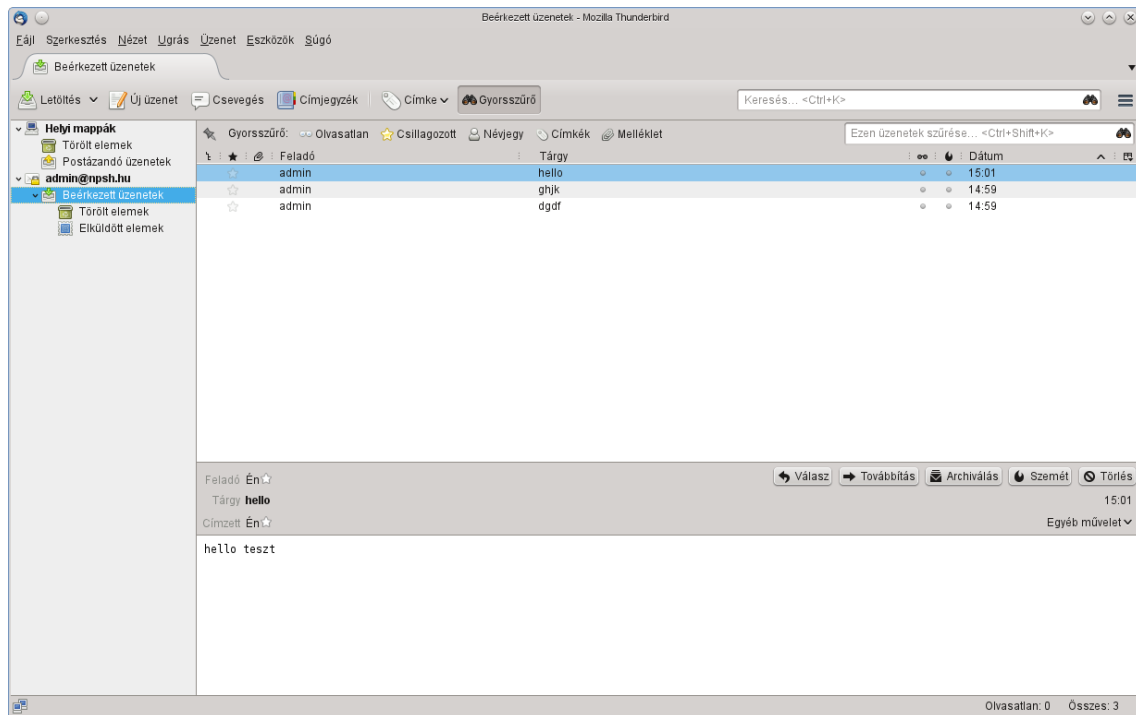 Beérkezett üzenetek - Mozilla Thunderbird
Fájl Szerkesztés Nézet Ugrás Üzenet Eszközök Súgó
Beérkezett üzenetek
Letöltés Új üzenet Csevegés Címjegyzék Címke Gyorsszűrő Keresés... <Ctrl+K>
Helyi mappák
Törölt elemek
Postázandó üzenetek
admin@npsh.hu
Beérkezett üzenetek
Törölt elemek
Elküldött elemek
Gyorsszűrő: Olvasatlan Csillagozott Névjegy Címkék Melléklet Ezen üzenetek szűrése... <Ctrl+Shift+K>
Feladó Tárgy Dátum
admin hello 15:01
admin ghjk 14:59
admin dgdf 14:59
Feladó Én Válasz Továbbítás Archiválás Szemét Törlés
Tárgy hello 15:01
Címzett Én Egyéb művelet
hello teszt
Olvasatlan: 0 Összes: 3